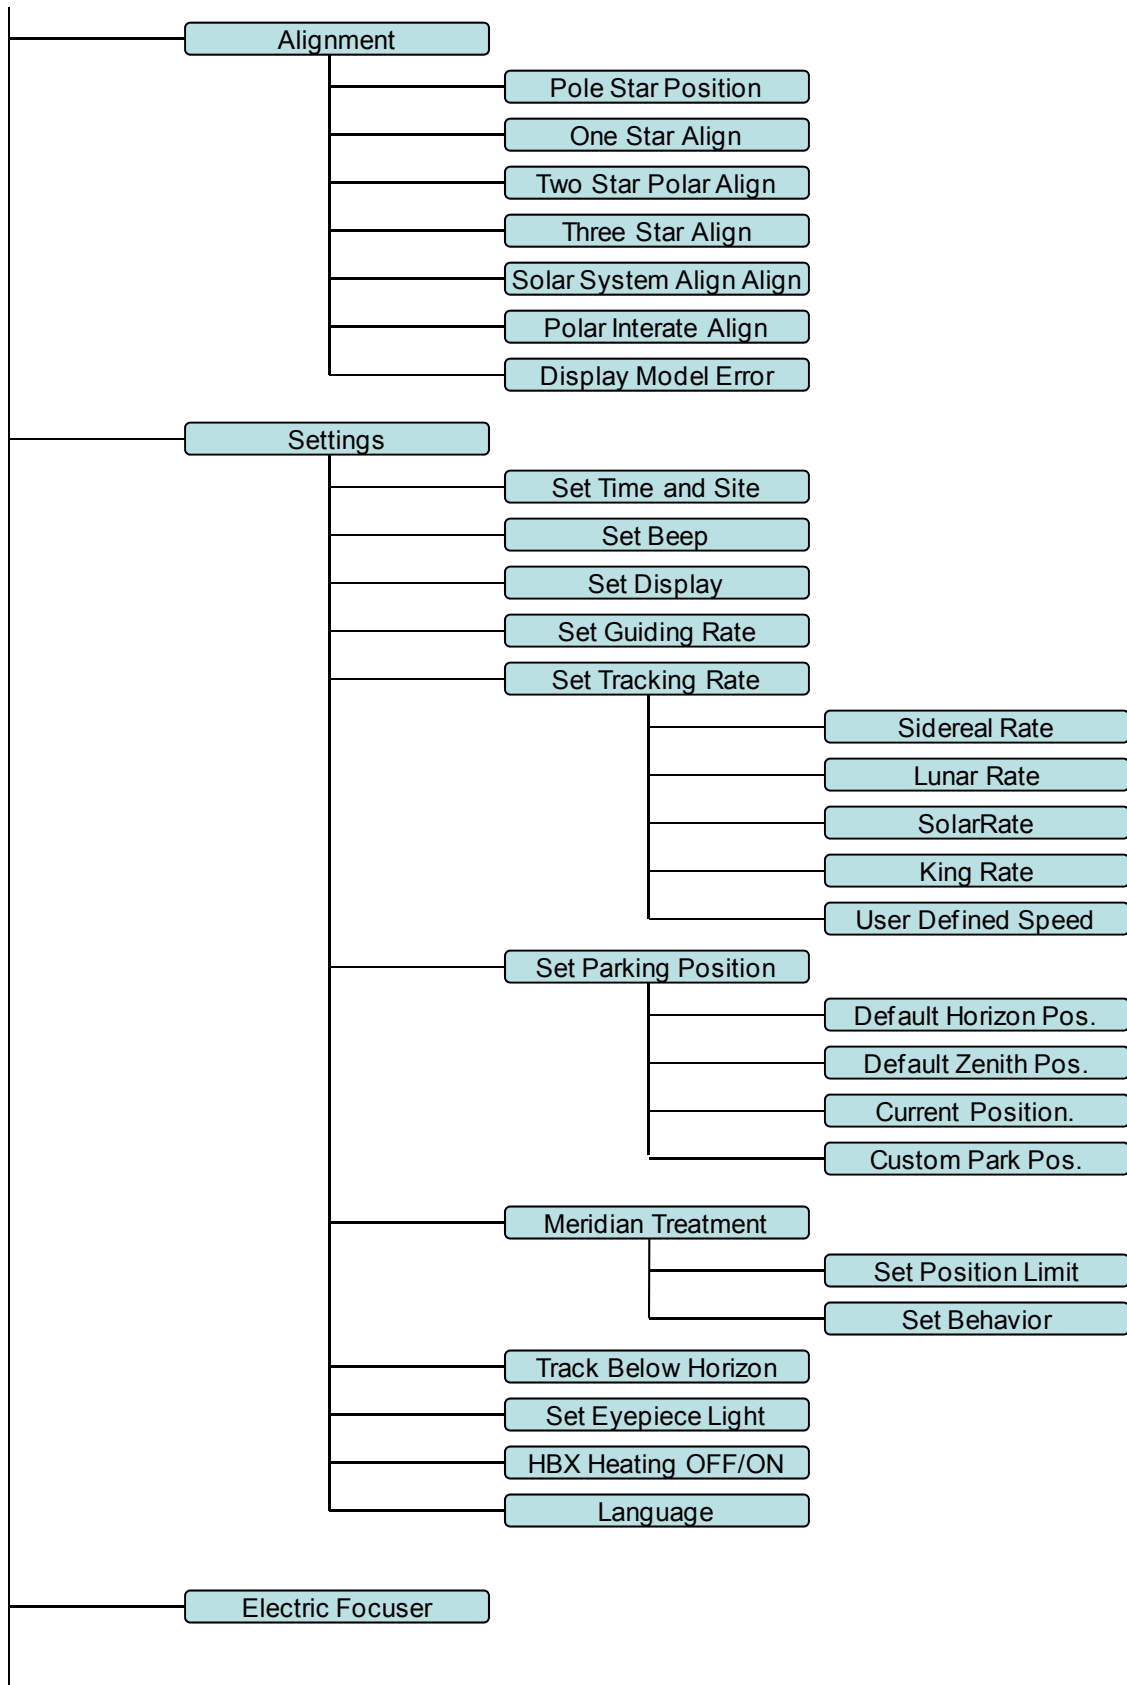 Alignment
Pole Star Position
One Star Align
Two Star Polar Align
Three Star Align
Solar System Align Align
Polar Interate Align
Display Model Error
Settings
Set Time and Site
Set Beep
Set Display
Set Guiding Rate
Set Tracking Rate
Sidereal Rate
Lunar Rate
SolarRate
King Rate
User Defined Speed
Set Parking Position
Default Horizon Pos.
Default Zenith Pos.
Current Position.
Custom Park Pos.
Meridian Treatment
Set Position Limit
Set Behavior
Track Below Horizon
Set Eyepiece Light
HBX Heating OFF/ON
Language
Electric Focuser